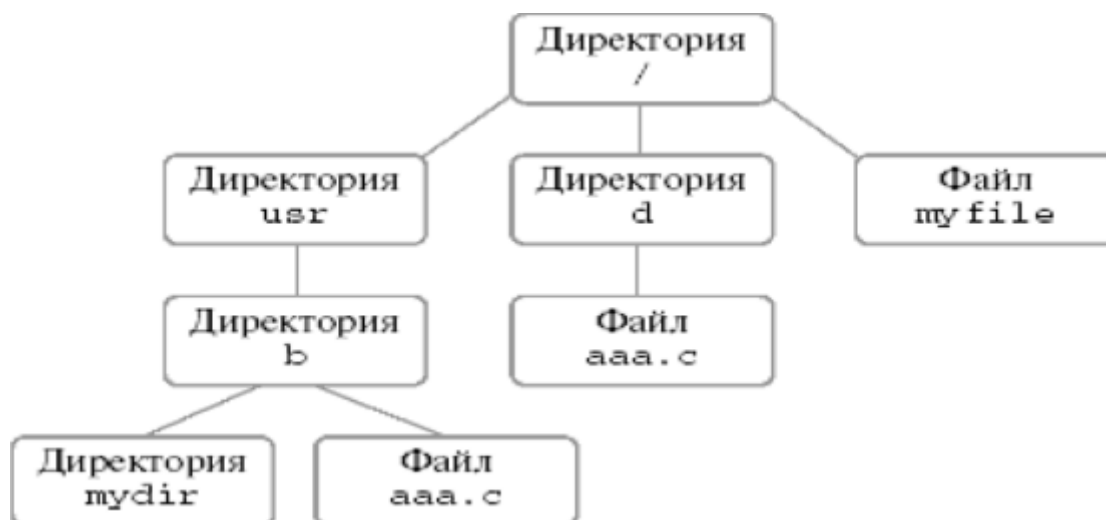 Директория
/
Директория
usr
Директория
d
Файл
myfile
Директория
b
Файл
aaa.c
Директория
mydir
Файл
aaa.c